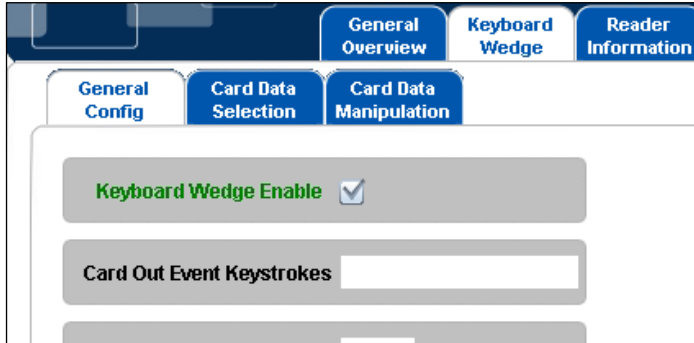 General Overview
Keyboard Wedge
Reader Information
General Config
Card Data Selection
Card Data Manipulation
Keyboard Wedge Enable
Card Out Event Keystrokes